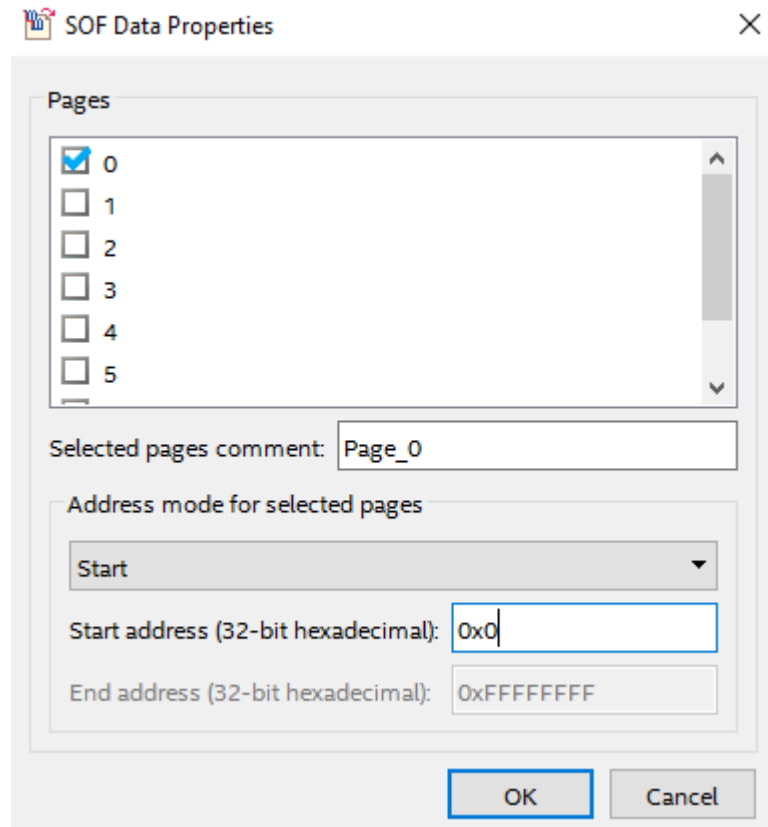 SOF Data Properties
Pages
0
1
2
3
4
5
Selected pages comment: Page_0
Address mode for selected pages
Start
Start address (32-bit hexadecimal): 0x0
End address (32-bit hexadecimal): 0xFFFFFFFF
OK Cancel